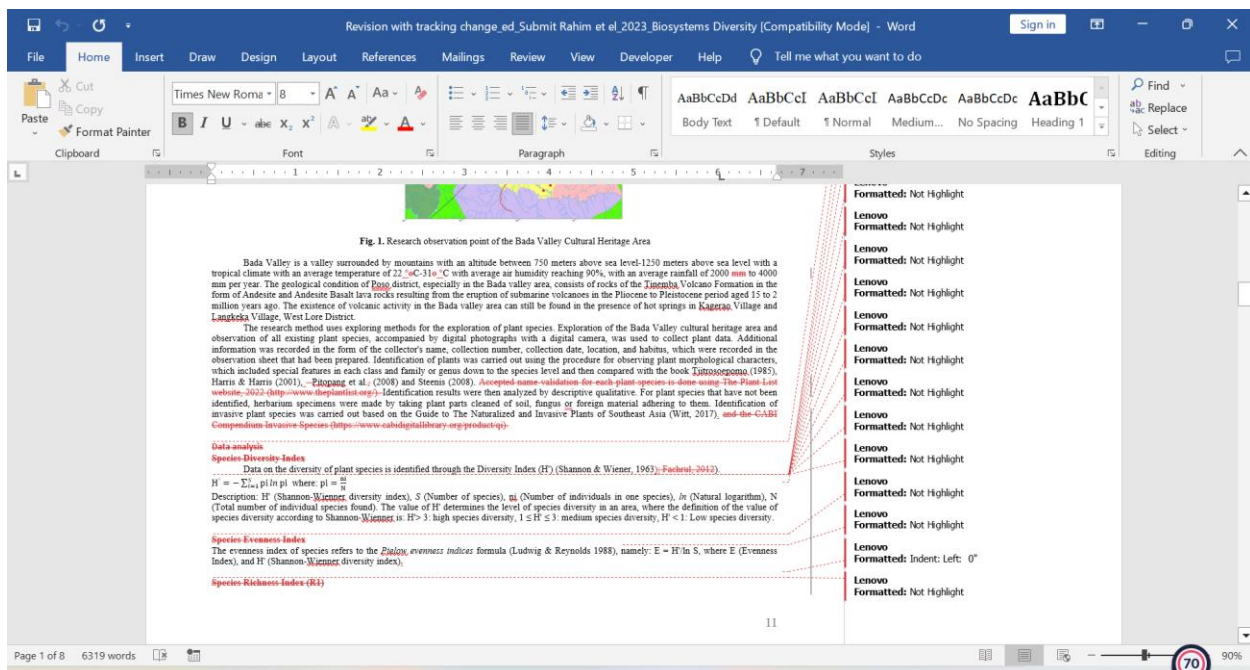 Revision with tracking change_ed_Submit Rahim et el_2023_Biosystems Diversity [Compatibility Mode] - Word
Sign in
File Home Insert Draw Design Layout References Mailings Review View Developer Help Tell me what you want to do
Paste
Cut
Copy
Format Painter
Clipboard
Times New Roma 8
Font
Paragraph
AaBbCcDd AaBbCcI AaBbCcI AaBbCcDc AaBbCcDc AaBbC
Body Text ¶ Default ¶ Normal Medium... No Spacing Heading 1
Styles
Find
Replace
Select
Editing
1 2 3 4 5 6 7
Fig. 1. Research observation point of the Bada Valley Cultural Heritage Area
Bada Valley is a valley surrounded by mountains with an altitude between 750 meters above sea level-1250 meters above sea level with a
tropical climate with an average temperature of 22 °oC-31o °C with average air humidity reaching 90%, with an average rainfall of 2000 mm to 4000
mm per year. The geological condition of Poso district, especially in the Bada valley area, consists of rocks of the Tinemba Volcano Formation in the
form of Andesite and Andesite Basalt lava rocks resulting from the eruption of submarine volcanoes in the Pliocene to Pleistocene period aged 15 to 2
million years ago. The existence of volcanic activity in the Bada valley area can still be found in the presence of hot springs in Kagerao Village and
Langkeka Village, West Lore District.
The research method uses exploring methods for the exploration of plant species. Exploration of the Bada Valley cultural heritage area and
observation of all existing plant species, accompanied by digital photographs with a digital camera, was used to collect plant data. Additional
information was recorded in the form of the collector's name, collection number, collection date, location, and habitus, which were recorded in the
observation sheet that had been prepared. Identification of plants was carried out using the procedure for observing plant morphological characters,
which included special features in each class and family or genus down to the species level and then compared with the book Tjitrosoepomo (1985),
Harris & Harris (2001), Pitopang et al., (2008) and Steenis (2008). Accepted name validation for each plant species is done using The Plant List
website, 2022 (http://www.theplantlist.org/). Identification results were then analyzed by descriptive qualitative. For plant species that have not been
identified, herbarium specimens were made by taking plant parts cleaned of soil, fungus or foreign material adhering to them. Identification of
invasive plant species was carried out based on the Guide to The Naturalized and Invasive Plants of Southeast Asia (Witt, 2017). and the CABI
Compendium Invasive Species (https://www.cabidigitallibrary.org/product/qi).
Data analysis
Species Diversity Index
Data on the diversity of plant species is identified through the Diversity Index (H') (Shannon & Wiener, 1963; Fachrul, 2012).
H' = −∑ˢᵢ₌₁ pi ln pi where: pi = ni/N
Description: H' (Shannon-Wienner diversity index), S (Number of species), ni (Number of individuals in one species), ln (Natural logarithm), N
(Total number of individual species found). The value of H' determines the level of species diversity in an area, where the definition of the value of
species diversity according to Shannon-Wienner is: H'> 3: high species diversity, 1 ≤ H' ≤ 3: medium species diversity, H' < 1: Low species diversity.
Species Evenness Index
The evenness index of species refers to the Pielow evenness indices formula (Ludwig & Reynolds 1988), namely: E = H'/ln S, where E (Evenness
Index), and H' (Shannon-Wienner diversity index).
Species Richness Index (R1)
11
Lenovo
Formatted: Not Highlight
Lenovo
Formatted: Not Highlight
Lenovo
Formatted: Not Highlight
Lenovo
Formatted: Not Highlight
Lenovo
Formatted: Not Highlight
Lenovo
Formatted: Not Highlight
Lenovo
Formatted: Not Highlight
Lenovo
Formatted: Not Highlight
Lenovo
Formatted: Not Highlight
Lenovo
Formatted: Not Highlight
Lenovo
Formatted: Not Highlight
Lenovo
Formatted: Indent: Left: 0"
Lenovo
Formatted: Not Highlight
Page 1 of 8 6319 words
70
90%